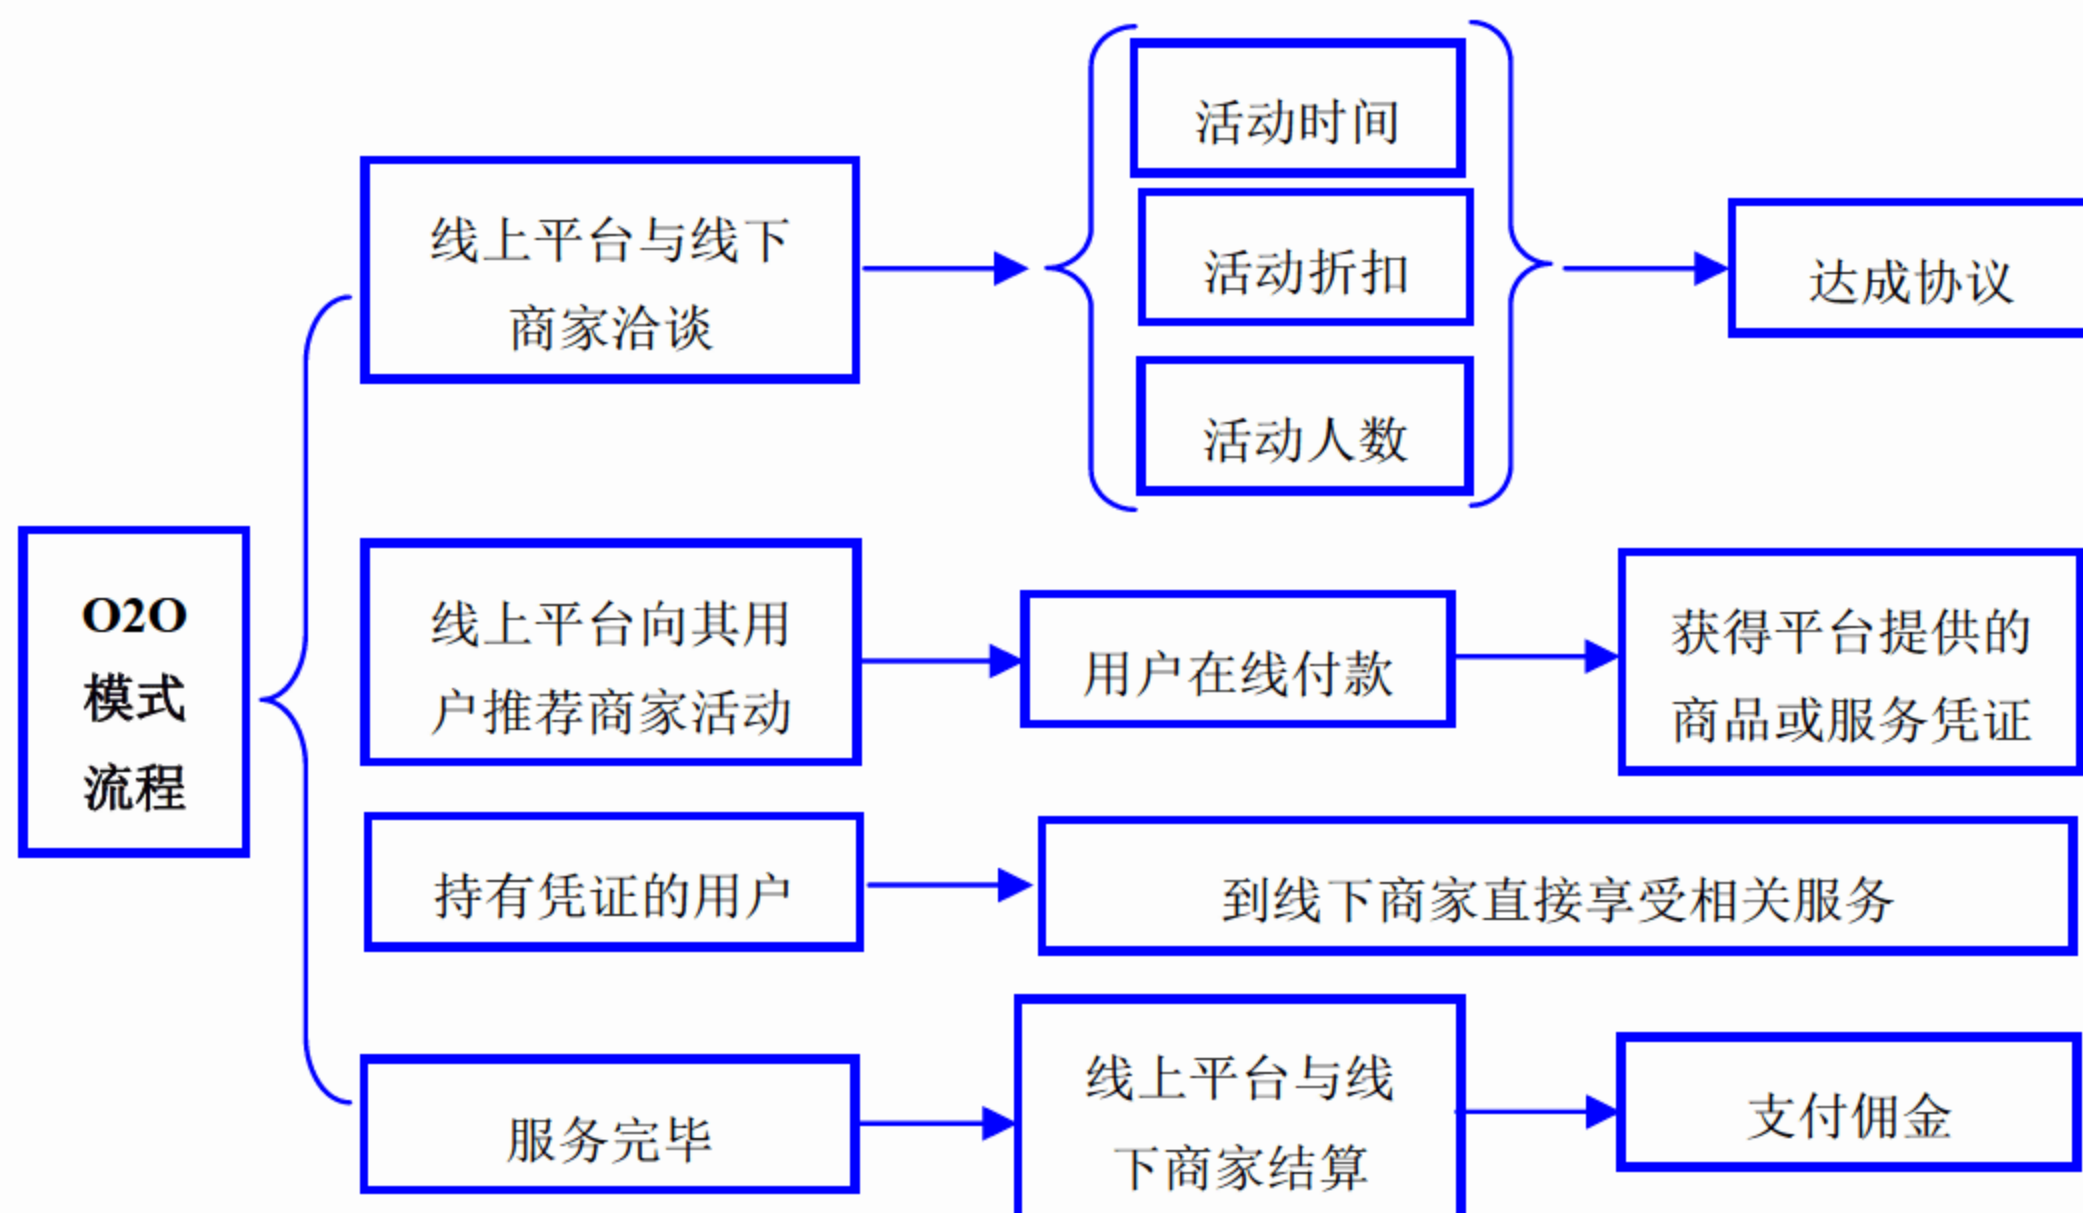 O2O
模式
流程
线上平台与线下
商家洽谈
活动时间
活动折扣
活动人数
达成协议
线上平台向其用
户推荐商家活动
用户在线付款
获得平台提供的
商品或服务凭证
持有凭证的用户
到线下商家直接享受相关服务
服务完毕
线上平台与线
下商家结算
支付佣金